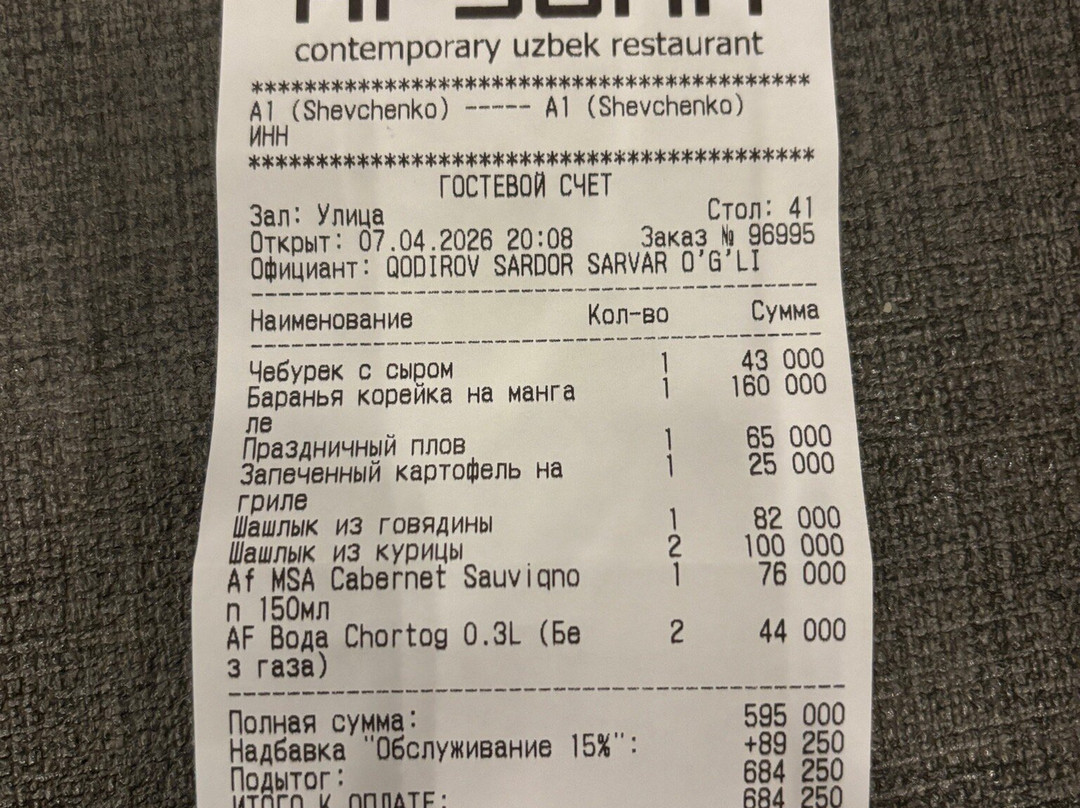 contemporary uzbek restaurant
******************************************
A1 (Shevchenko) ----- A1 (Shevchenko)
ИНН
******************************************
ГОСТЕВОЙ СЧЕТ
Зал: Улица Стол: 41
Открыт: 07.04.2026 20:08 Заказ № 96995
Официант: QODIROV SARDOR SARVAR O'G'LI
Наименование Кол-во Сумма
Чебурек с сыром 1 43 000
Баранья корейка на манга 1 160 000
ле
Праздничный плов 1 65 000
Запеченный картофель на 1 25 000
гриле
Шашлык из говядины 1 82 000
Шашлык из курицы 2 100 000
Af MSA Cabernet Sauvigno 1 76 000
n 150мл
AF Вода Chortog 0.3L (Бе 2 44 000
з газа)
Полная сумма: 595 000
Надбавка "Обслуживание 15%": +89 250
Подытог: 684 250
ИТОГО К ОПЛАТЕ: 684 250